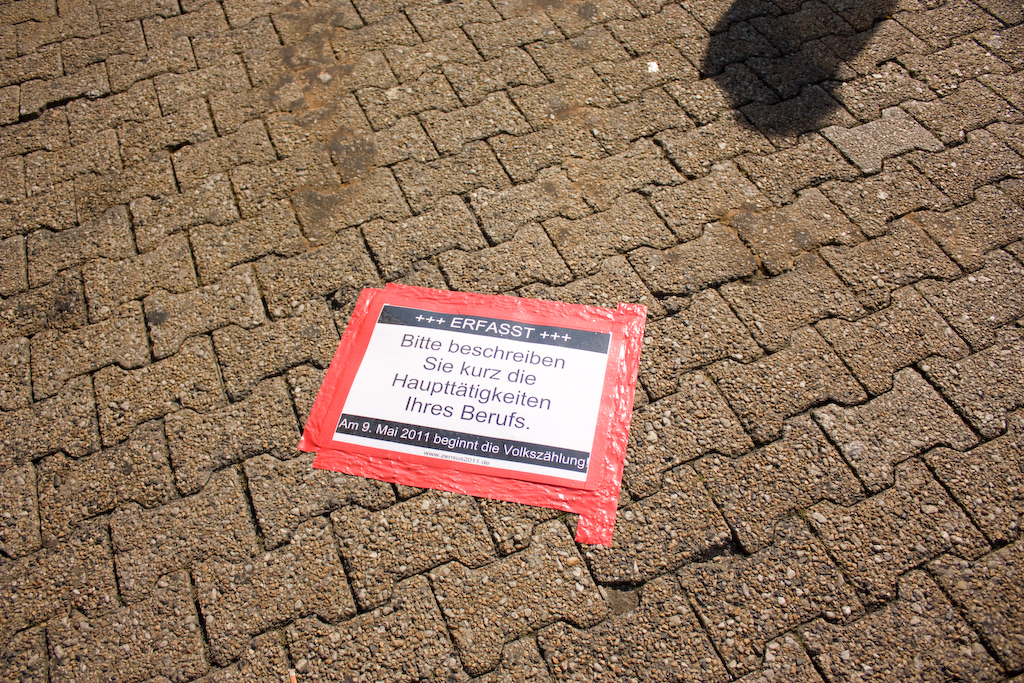 +++ ERFASST +++
Bitte beschreiben
Sie kurz die
Haupttätigkeiten
Ihres Berufs.
Am 9. Mai 2011 beginnt die Volkszählung!
www.zensus2011.de